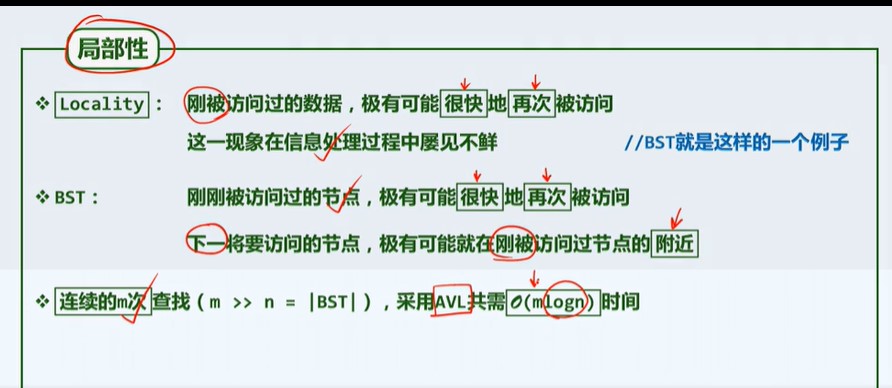 局部性
❖ Locality： 刚被访问过的数据，极有可能很快地再次被访问
这一现象在信息处理过程中屡见不鲜 //BST就是这样的一个例子
❖ BST： 刚刚被访问过的节点，极有可能很快地再次被访问
下一将要访问的节点，极有可能就在刚被访问过节点的附近
❖ 连续的m次查找（m >> n = |BST|），采用AVL共需O(mlogn)时间